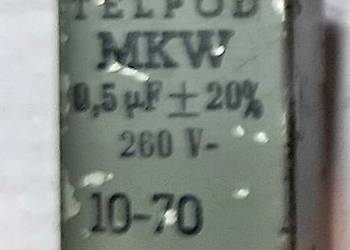 TELPOD
MKW
0,5 µF ± 20%
260 V-
10-70